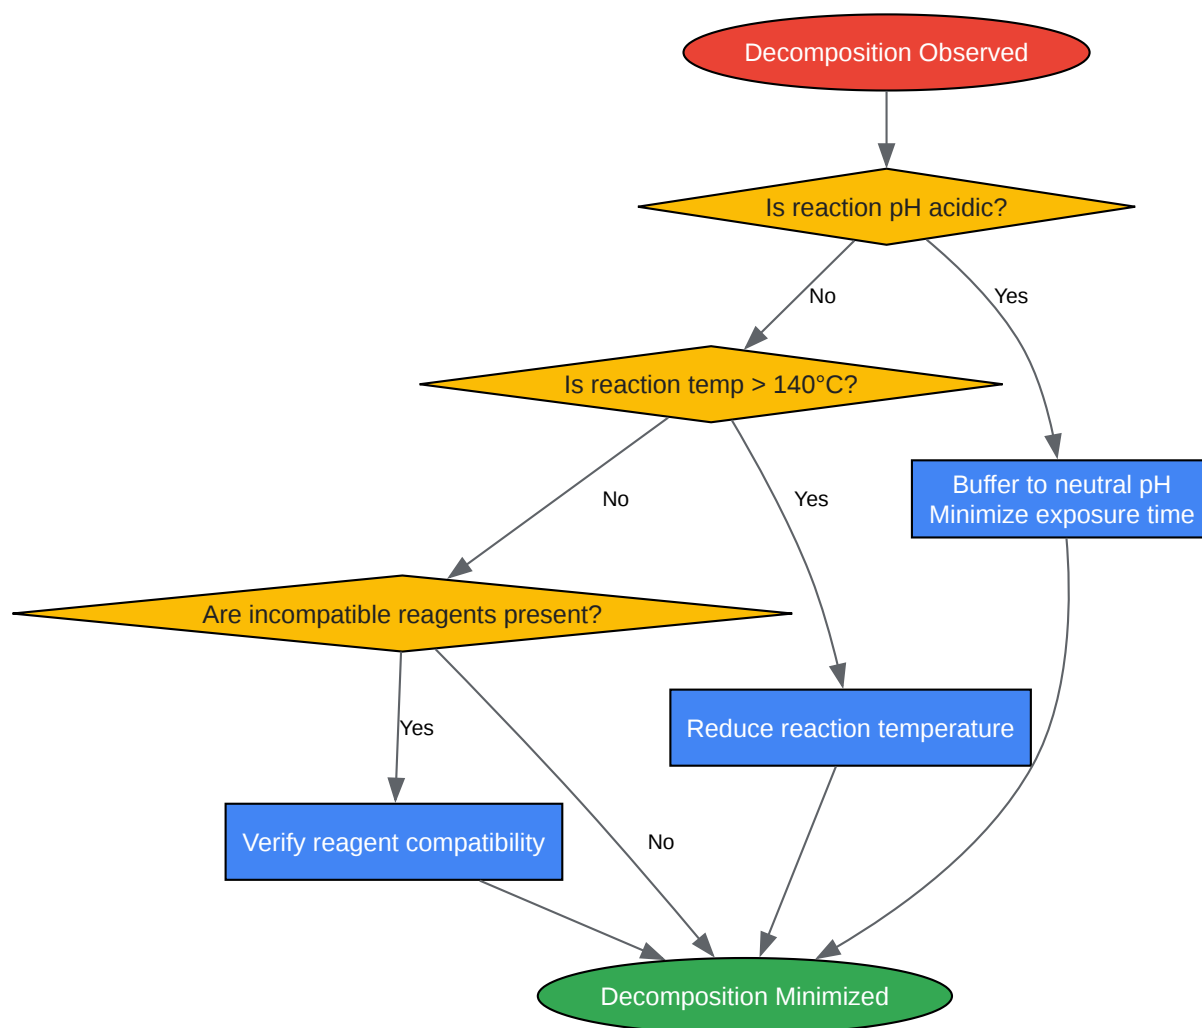 Decomposition Observed
Is reaction pH acidic?
No
Yes
Is reaction temp > 140°C?
Buffer to neutral pH
Minimize exposure time
No
Yes
Are incompatible reagents present?
Reduce reaction temperature
Yes
Verify reagent compatibility
No
Decomposition Minimized